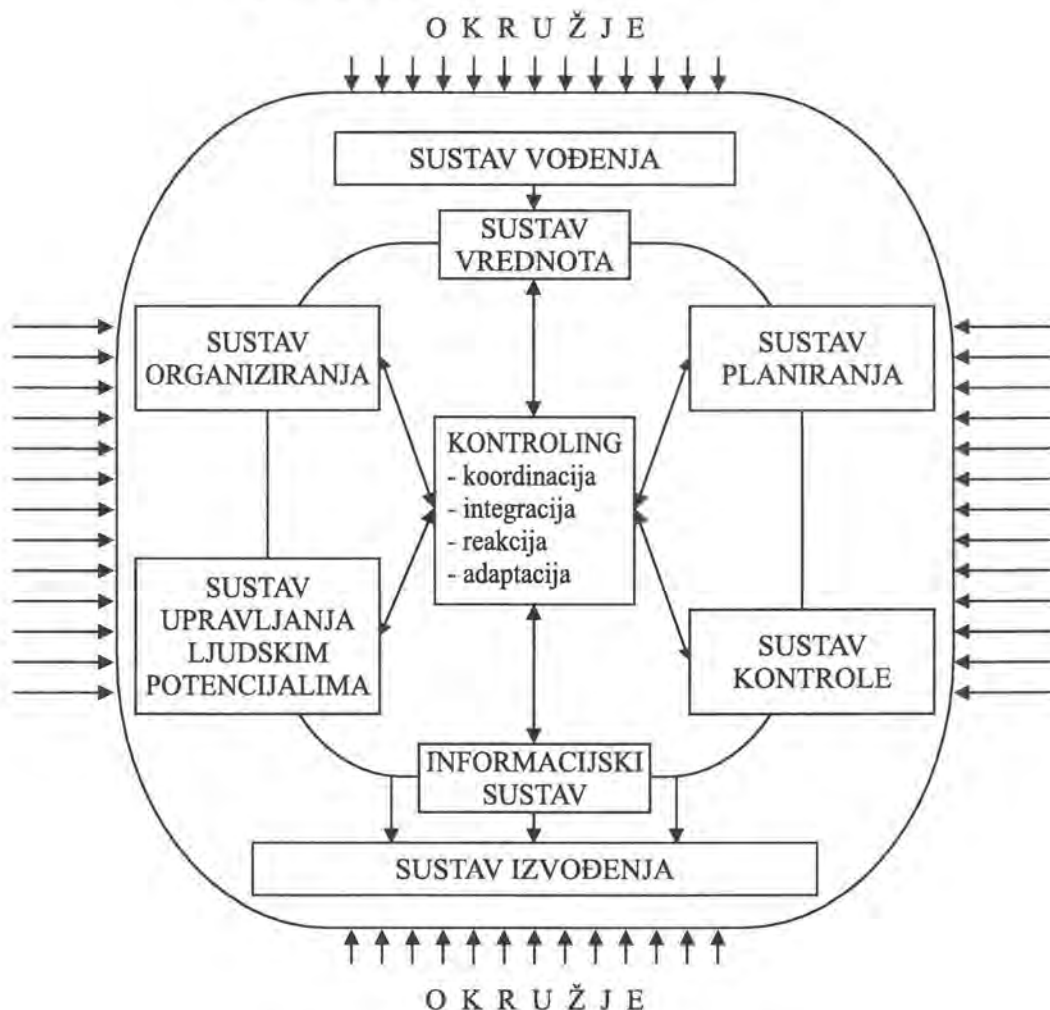 O K R U Ž J E
SUSTAV VOĐENJA
SUSTAV
VREDNOTA
SUSTAV
ORGANIZIRANJA
SUSTAV
PLANIRANJA
KONTROLING
- koordinacija
- integracija
- reakcija
- adaptacija
SUSTAV
UPRAVLJANJA
LJUDSKIM
POTENCIJALIMA
SUSTAV
KONTROLE
INFORMACIJSKI
SUSTAV
SUSTAV IZVOĐENJA
O K R U Ž J E